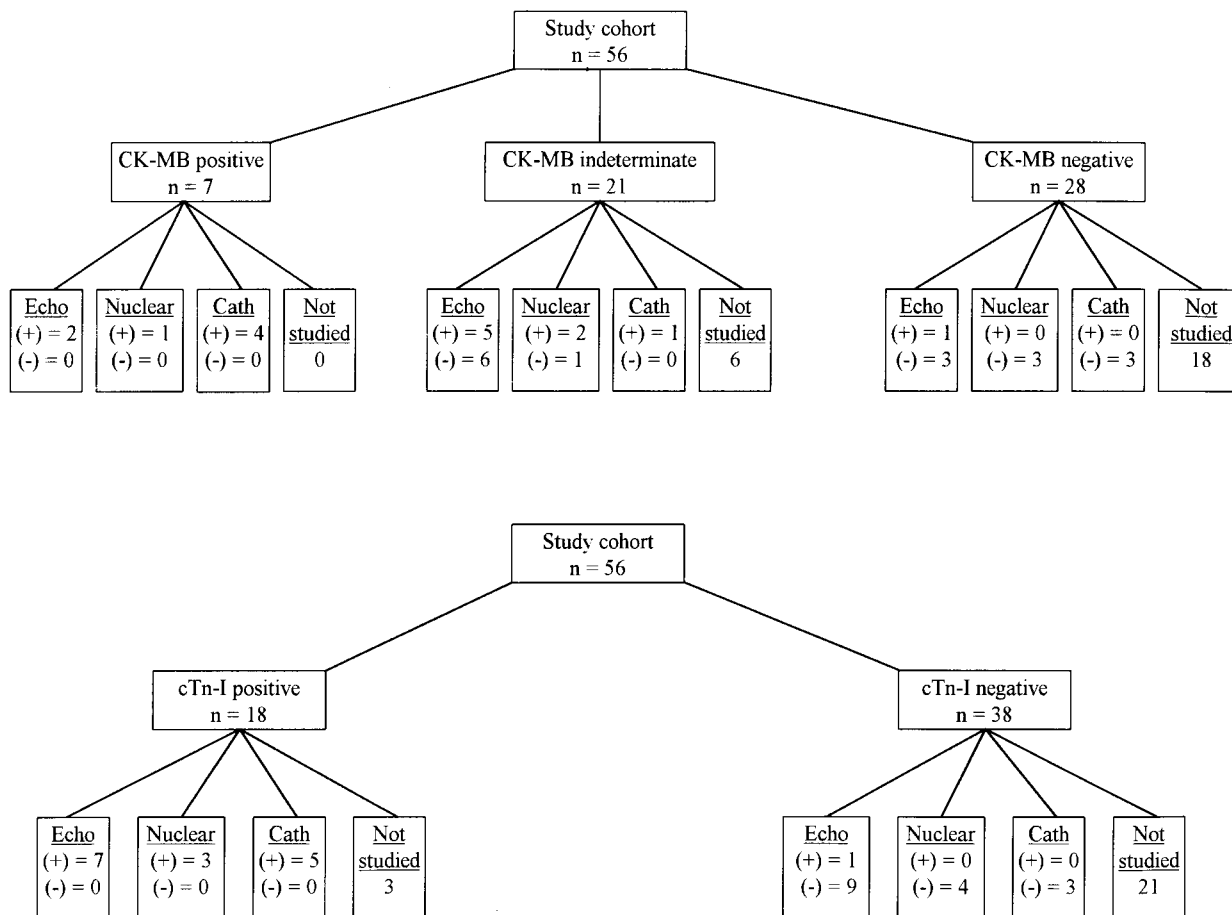 Study cohort
n = 56
CK-MB positive
n = 7
CK-MB indeterminate
n = 21
CK-MB negative
n = 28
Echo
(+) = 2
(-) = 0
Nuclear
(+) = 1
(-) = 0
Cath
(+) = 4
(-) = 0
Not
studied
0
Echo
(+) = 5
(-) = 6
Nuclear
(+) = 2
(-) = 1
Cath
(+) = 1
(-) = 0
Not
studied
6
Echo
(+) = 1
(-) = 3
Nuclear
(+) = 0
(-) = 3
Cath
(+) = 0
(-) = 3
Not
studied
18
Study cohort
n = 56
cTn-I positive
n = 18
cTn-I negative
n = 38
Echo
(+) = 7
(-) = 0
Nuclear
(+) = 3
(-) = 0
Cath
(+) = 5
(-) = 0
Not
studied
3
Echo
(+) = 1
(-) = 9
Nuclear
(+) = 0
(-) = 4
Cath
(+) = 0
(-) = 3
Not
studied
21